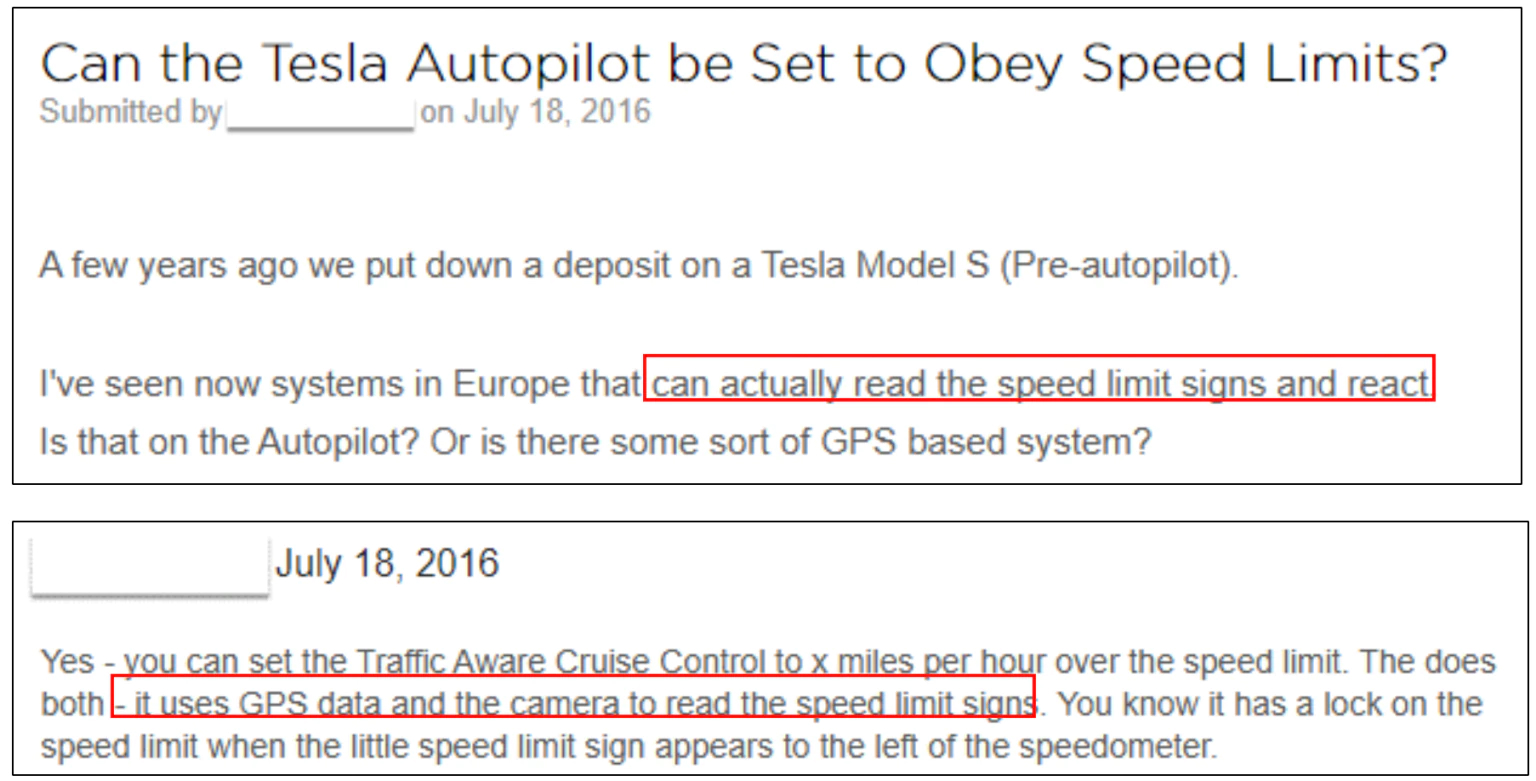 Can the Tesla Autopilot be Set to Obey Speed Limits?
Submitted by on July 18, 2016
A few years ago we put down a deposit on a Tesla Model S (Pre-autopilot).
I've seen now systems in Europe that can actually read the speed limit signs and react.
Is that on the Autopilot? Or is there some sort of GPS based system?
July 18, 2016
Yes - you can set the Traffic Aware Cruise Control to x miles per hour over the speed limit. The does
both - it uses GPS data and the camera to read the speed limit signs. You know it has a lock on the
speed limit when the little speed limit sign appears to the left of the speedometer.